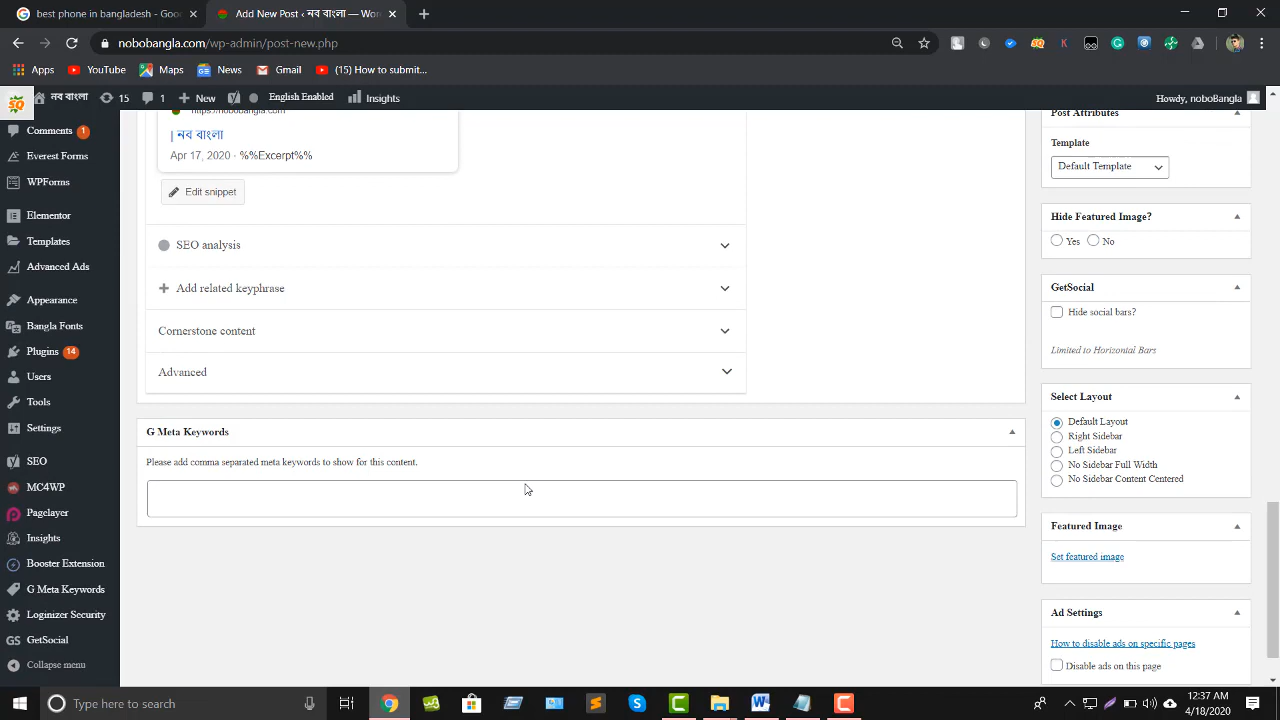 best phone in bangladesh - Goo
Add New Post ‹ নব বাংলা — Wor
nobobangla.com/wp-admin/post-new.php
Apps
YouTube
Maps
News
Gmail
(15) How to submit...
নব বাংলা
15
1
New
English Enabled
Insights
Howdy, noboBangla
Comments 1
Everest Forms
WPForms
Elementor
Templates
Advanced Ads
Appearance
Bangla Fonts
Plugins 14
Users
Tools
Settings
SEO
MC4WP
Pagelayer
Insights
Booster Extension
G Meta Keywords
Loginizer Security
GetSocial
Collapse menu
https://nobobangla.com
| নব বাংলা
Apr 17, 2020 · %%Excerpt%%
Edit snippet
SEO analysis
Add related keyphrase
Cornerstone content
Advanced
G Meta Keywords
Please add comma separated meta keywords to show for this content.
Post Attributes
Template
Default Template
Hide Featured Image?
Yes No
GetSocial
Hide social bars?
Limited to Horizontal Bars
Select Layout
Default Layout
Right Sidebar
Left Sidebar
No Sidebar Full Width
No Sidebar Content Centered
Featured Image
Set featured image
Ad Settings
How to disable ads on specific pages
Disable ads on this page
Type here to search
12:37 AM
4/18/2020